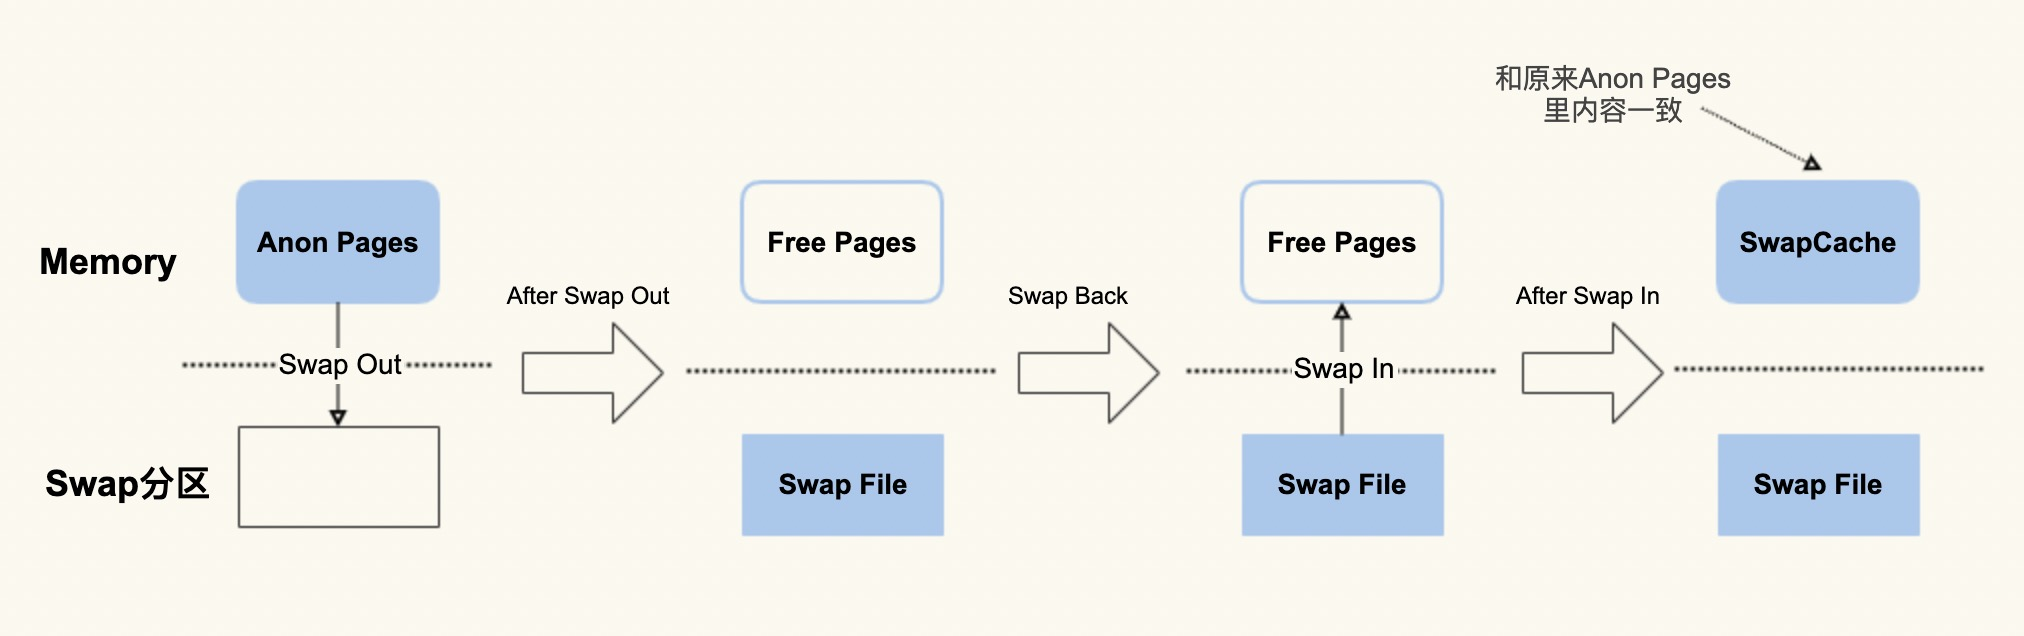 和原来Anon Pages
里内容一致
Memory
Anon Pages
Free Pages
Free Pages
SwapCache
After Swap Out
Swap Back
After Swap In
Swap Out
Swap In
Swap分区
Swap File
Swap File
Swap File